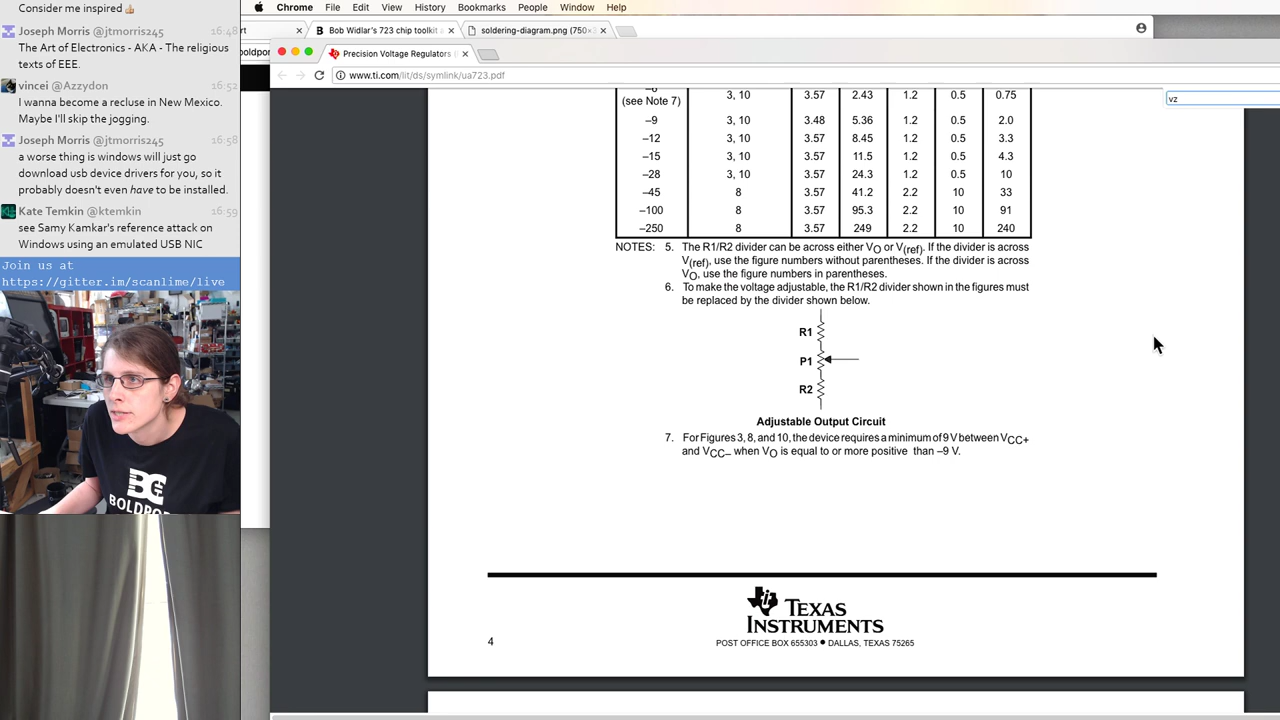 Consider me inspired 👍
Joseph Morris @jtmorris245 16:48
The Art of Electronics - AKA - The religious
texts of EEE.
vincei @Azzydon 16:52
I wanna become a recluse in New Mexico.
Maybe I'll skip the jogging.
Joseph Morris @jtmorris245 16:58
a worse thing is windows will just go
download usb device drivers for you, so it
probably doesn't even have to be installed.
Kate Temkin @ktemkin 16:59
see Samy Kamkar's reference attack on
Windows using an emulated USB NIC
Join us at
https://gitter.im/scanlime/live
BOLDPO
Chrome File Edit View History Bookmarks People Window Help
Bob Widlar's 723 chip toolkit
soldering-diagram.png (750×
Precision Voltage Regulators (
www.ti.com/lit/ds/symlink/ua723.pdf
vz
(see Note 7) 3, 10 3.57 2.43 1.2 0.5 0.75
–9 3, 10 3.48 5.36 1.2 0.5 2.0
–12 3, 10 3.57 8.45 1.2 0.5 3.3
–15 3, 10 3.57 11.5 1.2 0.5 4.3
–28 3, 10 3.57 24.3 1.2 0.5 10
–45 8 3.57 41.2 2.2 10 33
–100 8 3.57 95.3 2.2 10 91
–250 8 3.57 249 2.2 10 240
NOTES: 5. The R1/R2 divider can be across either VO or V(ref). If the divider is across
V(ref), use the figure numbers without parentheses. If the divider is across
VO, use the figure numbers in parentheses.
6. To make the voltage adjustable, the R1/R2 divider shown in the figures must
be replaced by the divider shown below.
R1
P1
R2
Adjustable Output Circuit
7. For Figures 3, 8, and 10, the device requires a minimum of 9 V between VCC+
and VCC– when VO is equal to or more positive than –9 V.
TEXAS
INSTRUMENTS
4 POST OFFICE BOX 655303 • DALLAS, TEXAS 75265